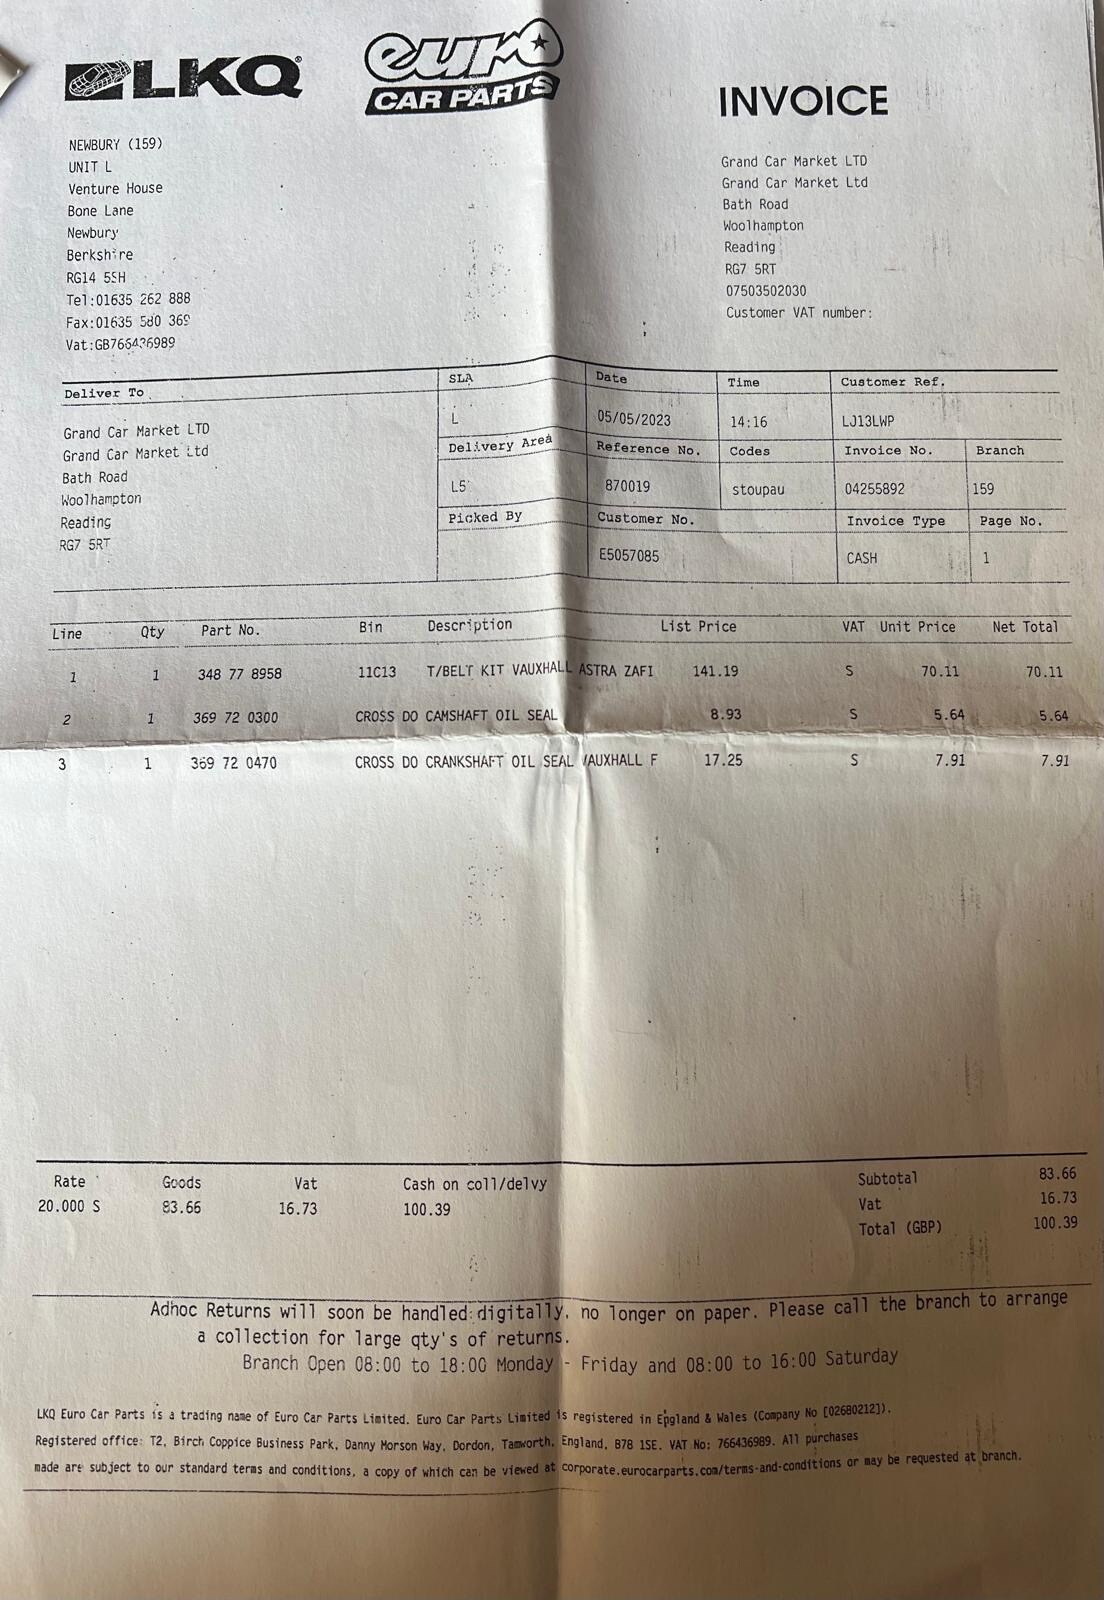 LKQ
euro
CAR PARTS
INVOICE
NEWBURY (159)
UNIT L
Venture House
Bone Lane
Newbury
Berkshire
RG14 5SH
Tel:01635 262 888
Fax:01635 580 369
Vat:GB766436989
Grand Car Market LTD
Grand Car Market Ltd
Bath Road
Woolhampton
Reading
RG7 5RT
07503502030
Customer VAT number:
Deliver To
Grand Car Market LTD
Grand Car Market Ltd
Bath Road
Woolhampton
Reading
RG7 5RT
SLA Date Time Customer Ref.
L 05/05/2023 14:16 LJ13LWP
Delivery Area Reference No. Codes Invoice No. Branch
L5 870019 stoupau 04255892 159
Picked By Customer No. Invoice Type Page No.
E5057085 CASH 1
Line Qty Part No. Bin Description List Price VAT Unit Price Net Total
1 1 348 77 8958 11C13 T/BELT KIT VAUXHALL ASTRA ZAFI 141.19 S 70.11 70.11
2 1 369 72 0300 CROSS DO CAMSHAFT OIL SEAL 8.93 S 5.64 5.64
3 1 369 72 0470 CROSS DO CRANKSHAFT OIL SEAL VAUXHALL F 17.25 S 7.91 7.91
Rate Goods Vat Cash on coll/delvy Subtotal 83.66
20.000 S 83.66 16.73 100.39 Vat 16.73
Total (GBP) 100.39
Adhoc Returns will soon be handled digitally, no longer on paper. Please call the branch to arrange
a collection for large qty's of returns.
Branch Open 08:00 to 18:00 Monday - Friday and 08:00 to 16:00 Saturday
LKQ Euro Car Parts is a trading name of Euro Car Parts Limited. Euro Car Parts Limited is registered in England & Wales (Company No [02680212]).
Registered office: T2, Birch Coppice Business Park, Danny Morson Way, Dordon, Tamworth, England, B78 1SE. VAT No: 766436989. All purchases
made are subject to our standard terms and conditions, a copy of which can be viewed at corporate.eurocarparts.com/terms-and-conditions or may be requested at branch.